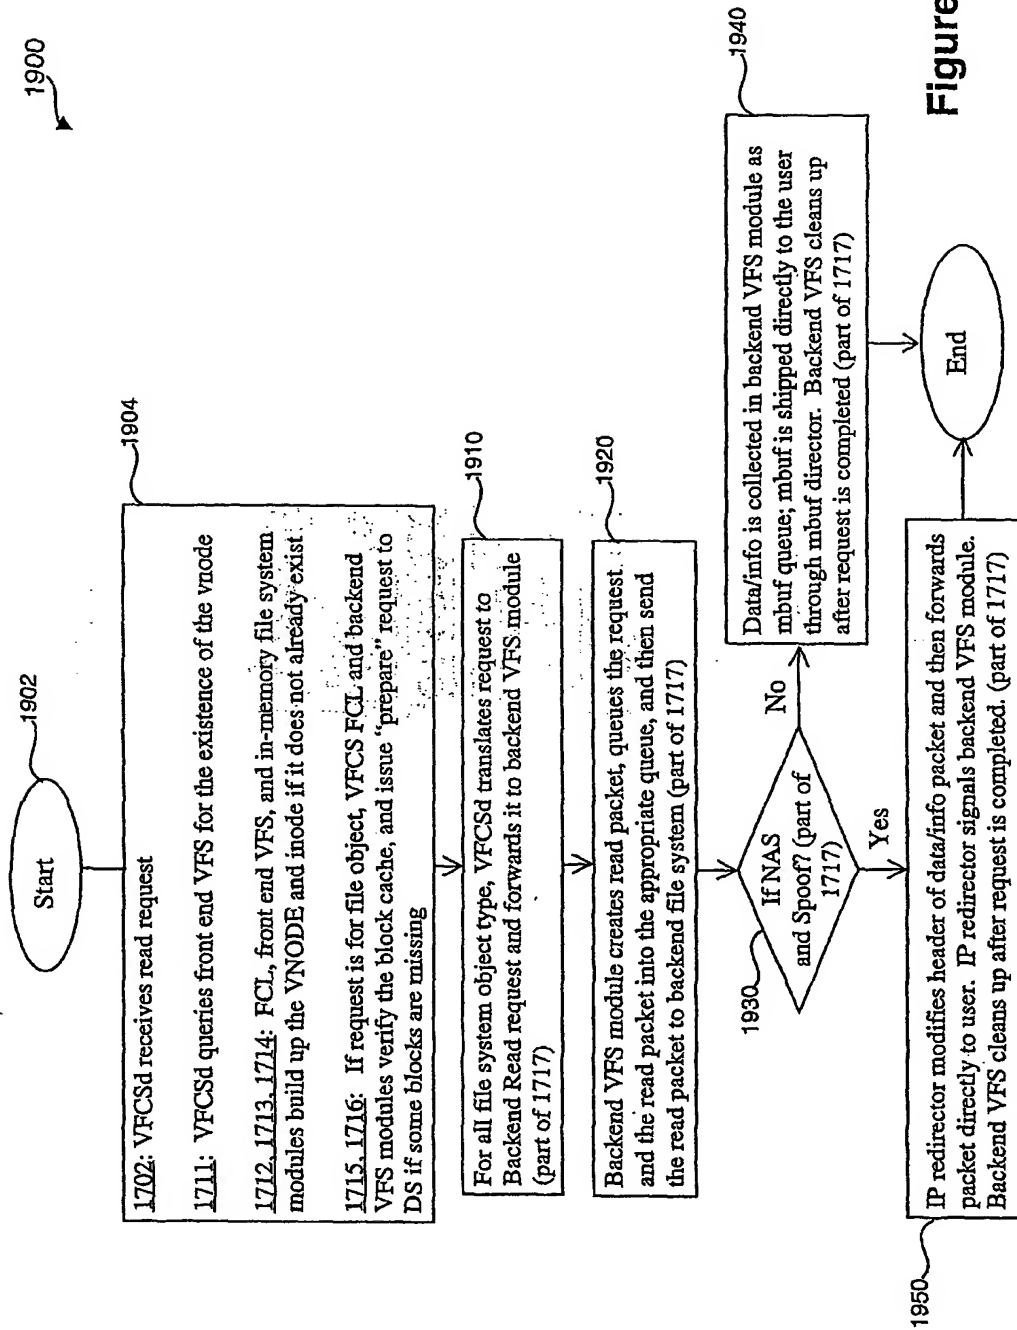 1900
Start
1902
1904
1702: VFCSd receives read request
1711: VFCSd queries front end VFS for the existence of the vnode
1712, 1713, 1714: FCL, front end VFS, and in-memory file system
modules build up the VNODE and inode if it does not already exist
1715, 1716: If request is for file object, VFCS FCL and backend
VFS modules verify the block cache, and issue "prepare" request to
DS if some blocks are missing
1910
For all file system object type, VFCSd translates request to
Backend Read request and forwards it to backend VFS module
(part of 1717)
1920
Backend VFS module creates read packet, queues the request
and the read packet into the appropriate queue, and then send
the read packet to backend file system (part of 1717)
1930
If NAS
and Spoof? (part of
1717)
No
Yes
1940
Data/info is collected in backend VFS module as
mbuf queue; mbuf is shipped directly to the user
through mbuf director. Backend VFS cleans up
after request is completed (part of 1717)
1950
IP redirector modifies header of data/info packet and then forwards
packet directly to user. IP redirector signals backend VFS module.
Backend VFS cleans up after request is completed. (part of 1717)
End
Figure